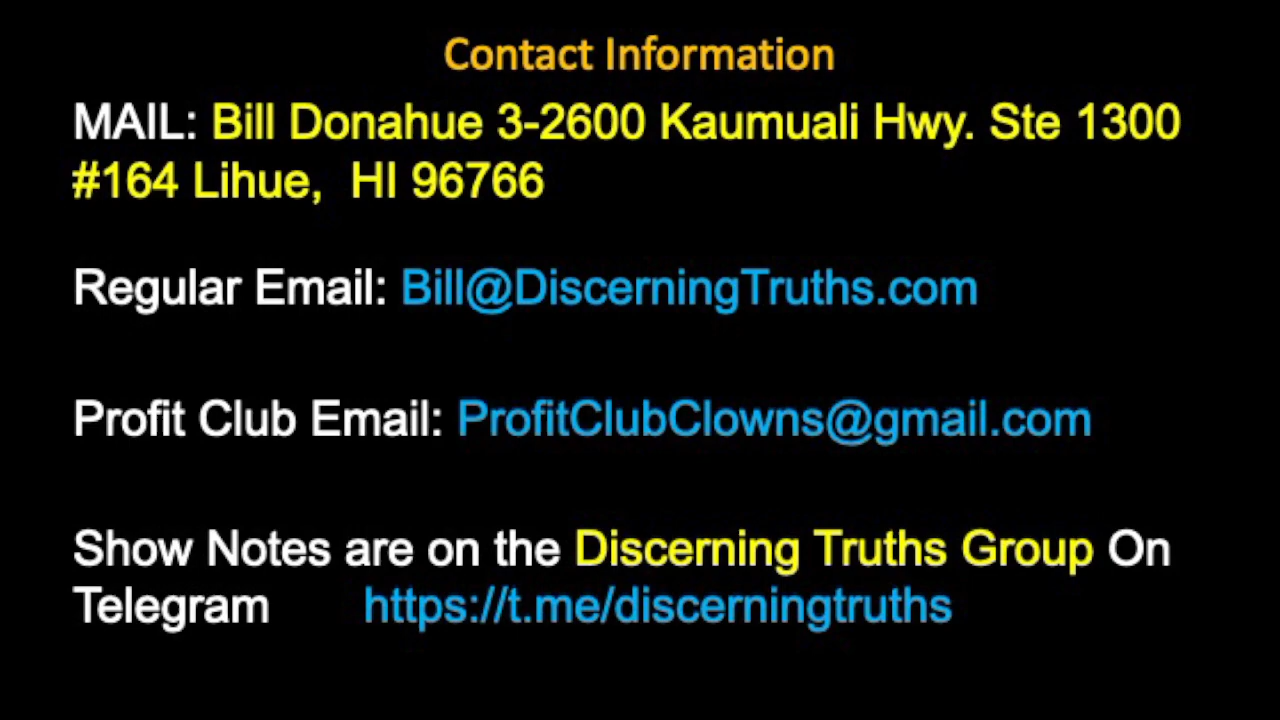 Contact Information
MAIL: Bill Donahue 3-2600 Kaumuali Hwy. Ste 1300
#164 Lihue, HI 96766
Regular Email: Bill@DiscerningTruths.com
Profit Club Email: ProfitClubClowns@gmail.com
Show Notes are on the Discerning Truths Group On
Telegram https://t.me/discerningtruths